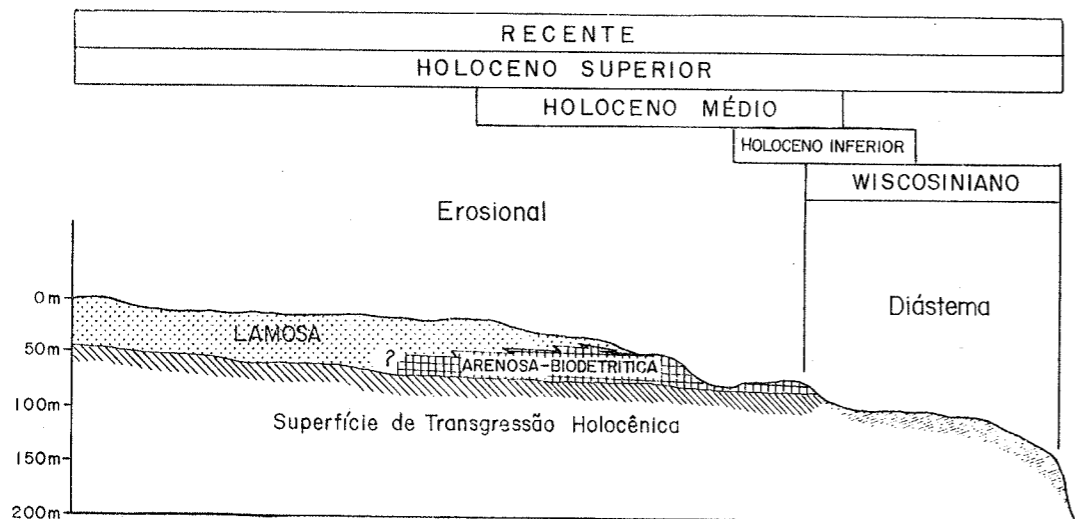 RECENTE
HOLOCENO SUPERIOR
HOLOCENO MÉDIO
HOLOCENO INFERIOR
WISCOSINIANO
Erosional
Diástema
0m
LAMOSA
50m
?
ARENOSA-BIODETRITICA
100m
Superfície de Transgressão Holocênica
150m
200m